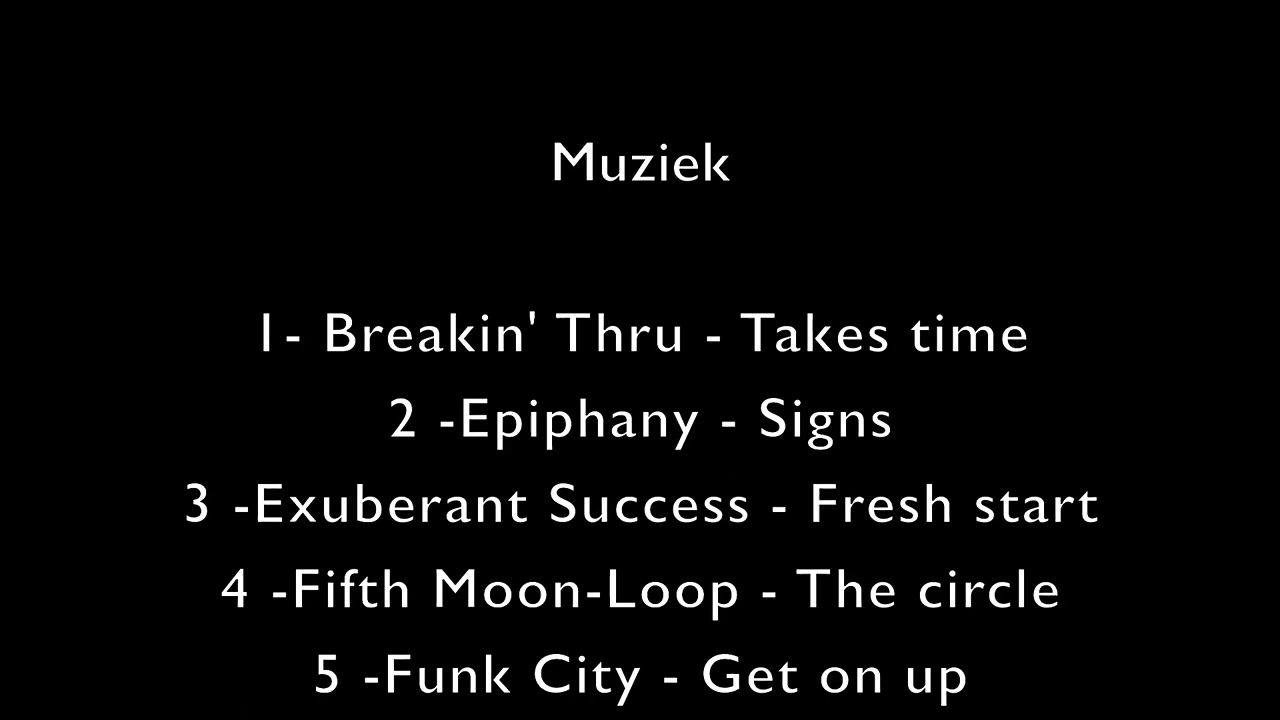 Muziek
1- Breakin' Thru - Takes time
2 -Epiphany - Signs
3 -Exuberant Success - Fresh start
4 -Fifth Moon-Loop - The circle
5 -Funk City - Get on up